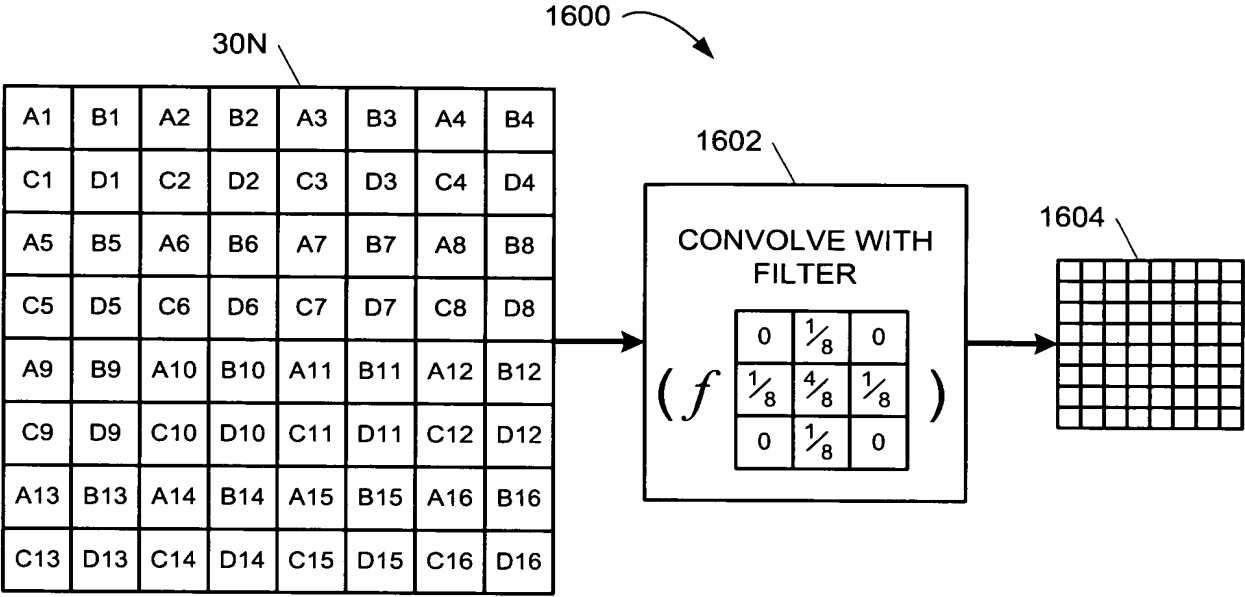 1600
30N
A1 B1 A2 B2 A3 B3 A4 B4
C1 D1 C2 D2 C3 D3 C4 D4
A5 B5 A6 B6 A7 B7 A8 B8
C5 D5 C6 D6 C7 D7 C8 D8
A9 B9 A10 B10 A11 B11 A12 B12
C9 D9 C10 D10 C11 D11 C12 D12
A13 B13 A14 B14 A15 B15 A16 B16
C13 D13 C14 D14 C15 D15 C16 D16
1602
CONVOLVE WITH
FILTER
0 1/8 0
( f 1/8 4/8 1/8 )
0 1/8 0
1604